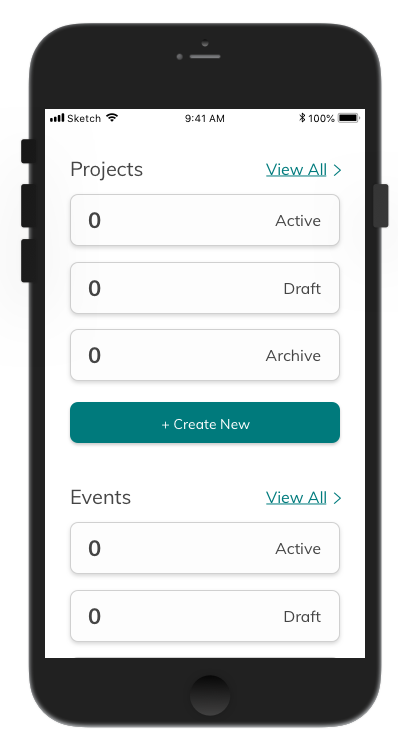 Sketch 9:41 AM 100%
Projects View All >
0 Active
0 Draft
0 Archive
+ Create New
Events View All >
0 Active
0 Draft